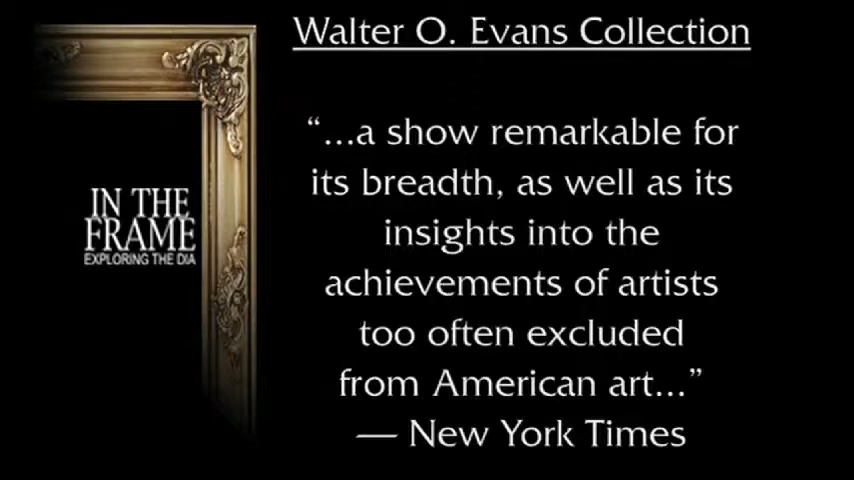 Walter O. Evans Collection
“...a show remarkable for
its breadth, as well as its
insights into the
achievements of artists
too often excluded
from American art...”
— New York Times
IN THE
FRAME
EXPLORING THE DIA